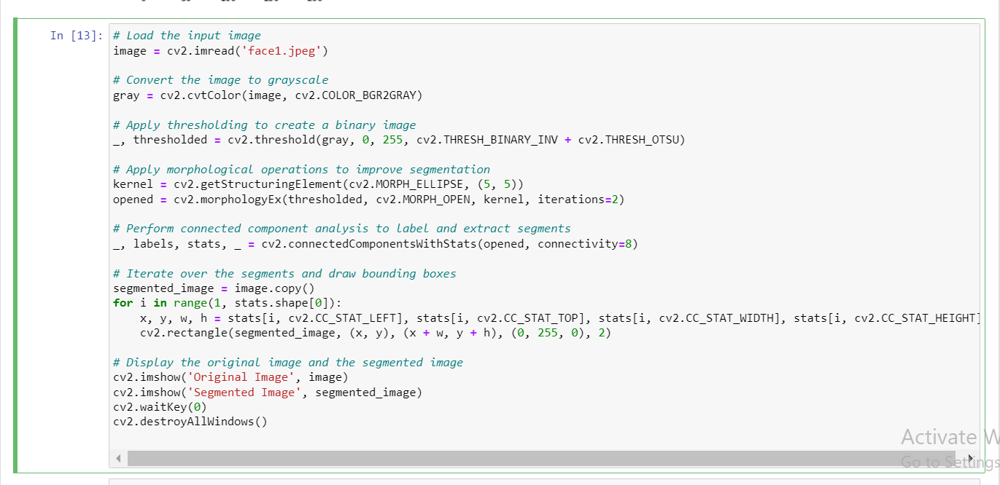 In [13]:
# Load the input image
image = cv2.imread('face1.jpeg')
# Convert the image to grayscale
gray = cv2.cvtColor(image, cv2.COLOR_BGR2GRAY)
# Apply thresholding to create a binary image
_, thresholded = cv2.threshold(gray, 0, 255, cv2.THRESH_BINARY_INV + cv2.THRESH_OTSU)
# Apply morphological operations to improve segmentation
kernel = cv2.getStructuringElement(cv2.MORPH_ELLIPSE, (5, 5))
opened = cv2.morphologyEx(thresholded, cv2.MORPH_OPEN, kernel, iterations=2)
# Perform connected component analysis to label and extract segments
_, labels, stats, _ = cv2.connectedComponentsWithStats(opened, connectivity=8)
# Iterate over the segments and draw bounding boxes
segmented_image = image.copy()
for i in range(1, stats.shape[0]):
    x, y, w, h = stats[i, cv2.CC_STAT_LEFT], stats[i, cv2.CC_STAT_TOP], stats[i, cv2.CC_STAT_WIDTH], stats[i, cv2.CC_STAT_HEIGHT]
    cv2.rectangle(segmented_image, (x, y), (x + w, y + h), (0, 255, 0), 2)
# Display the original image and the segmented image
cv2.imshow('Original Image', image)
cv2.imshow('Segmented Image', segmented_image)
cv2.waitKey(0)
cv2.destroyAllWindows()
Activate W
Go to Settings